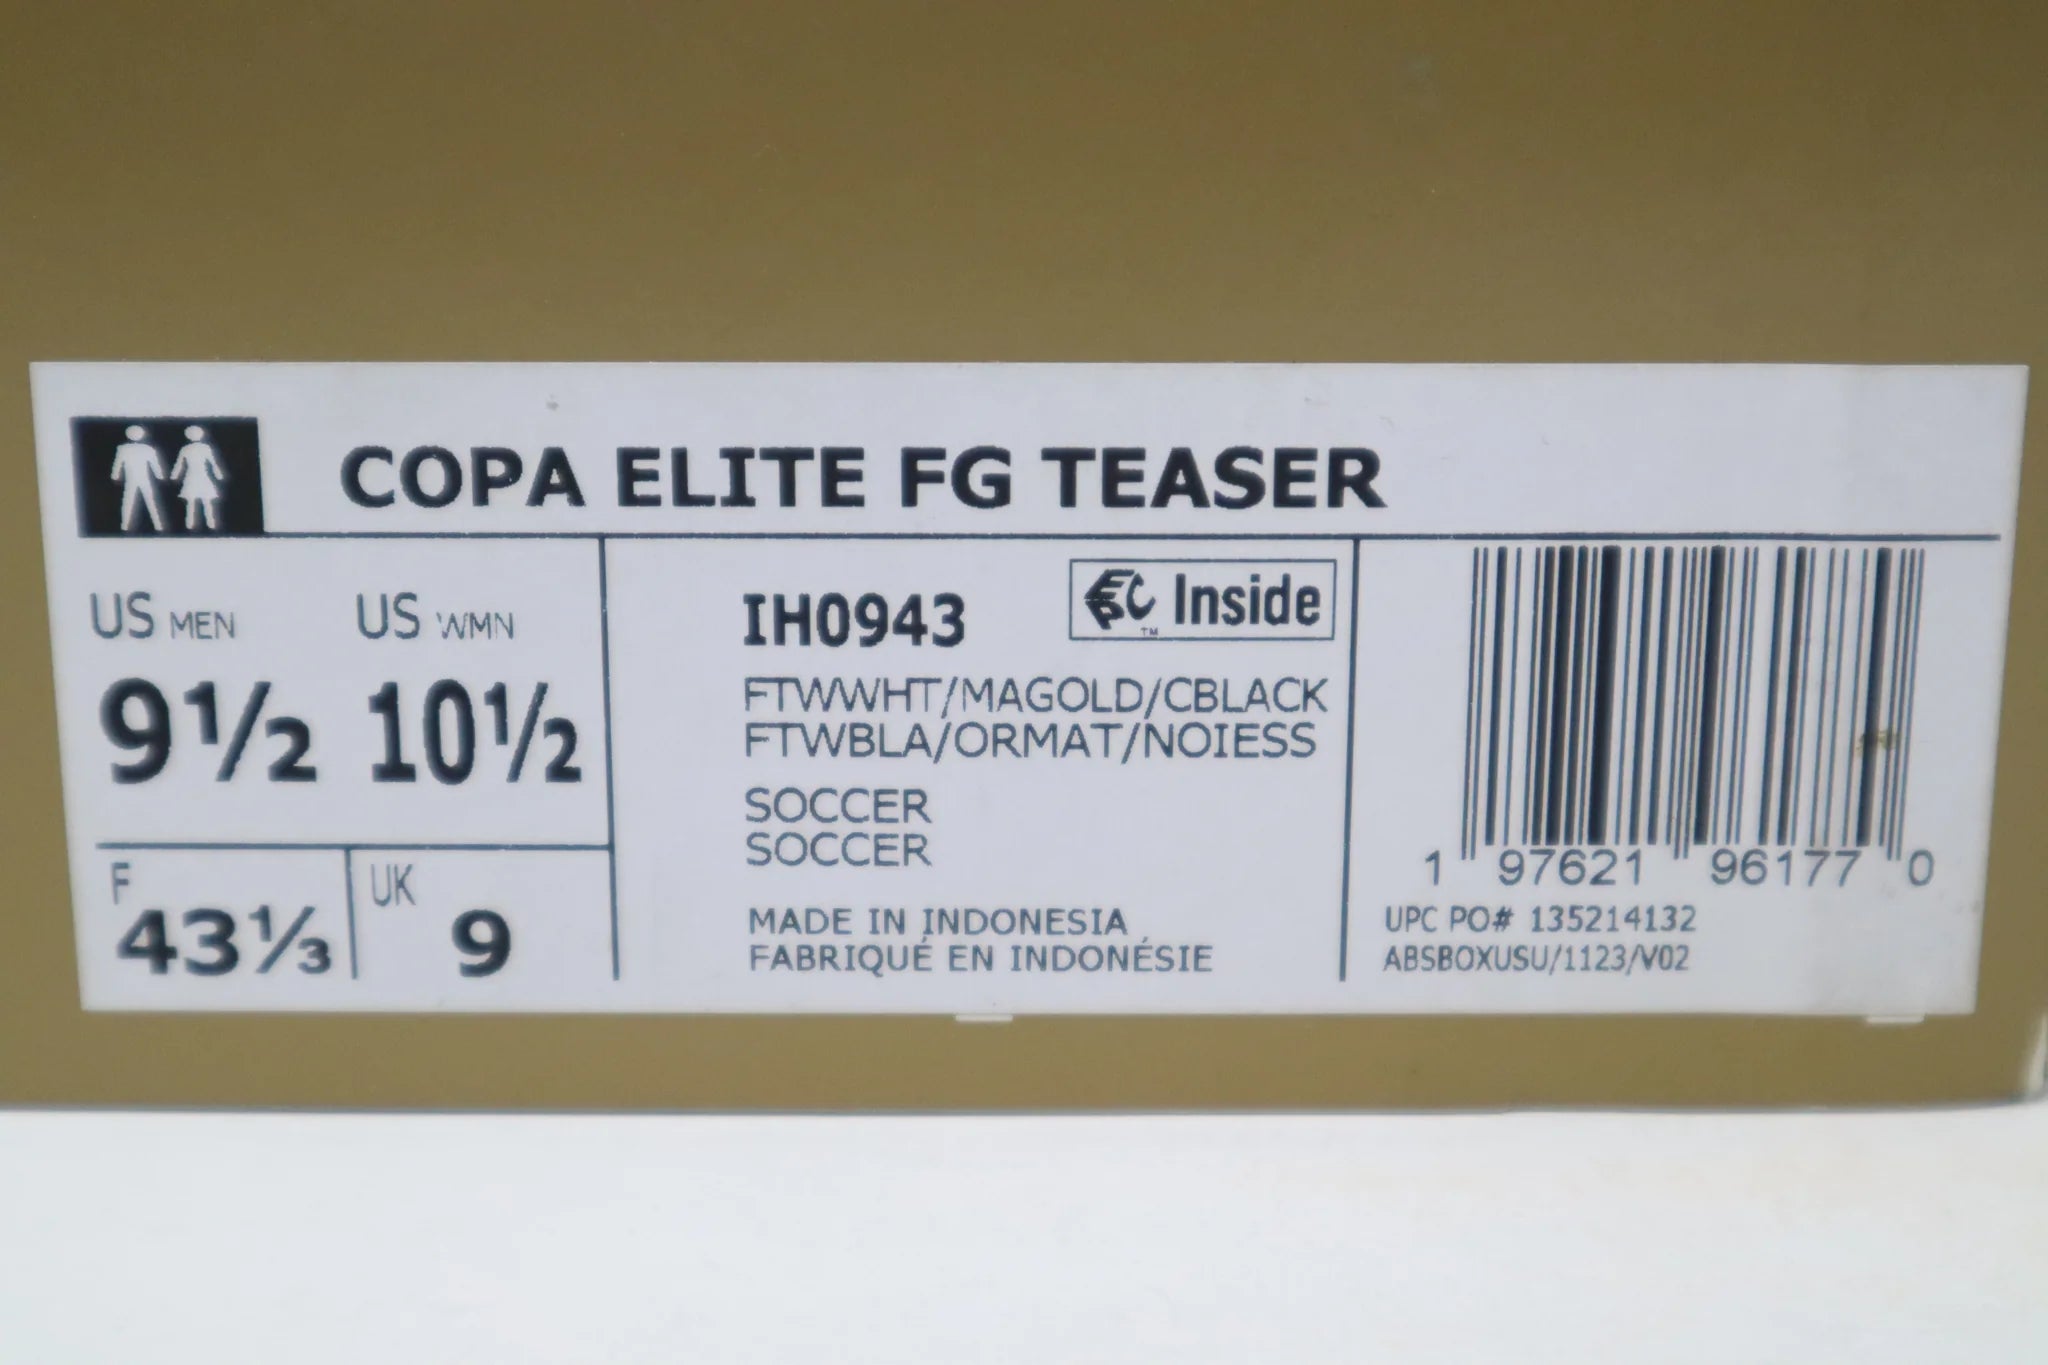 COPA ELITE FG TEASER
US MEN US WMN
9½ 10½
F
43⅓
UK
9
IH0943
EPC™ Inside
FTWWHT/MAGOLD/CBLACK
FTWBLA/ORMAT/NOIESS
SOCCER
SOCCER
MADE IN INDONESIA
FABRIQUÉ EN INDONÉSIE
1 97621 96177 0
UPC PO# 135214132
ABSBOXUSU/1123/V02